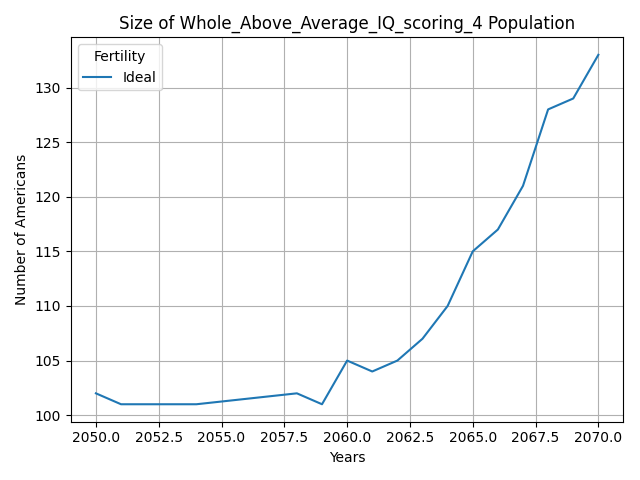 Size of Whole_Above_Average_IQ_scoring_4 Population
Fertility
Ideal
130
125
120
115
110
105
100
Number of Americans
2050.0 2052.5 2055.0 2057.5 2060.0 2062.5 2065.0 2067.5 2070.0
Years